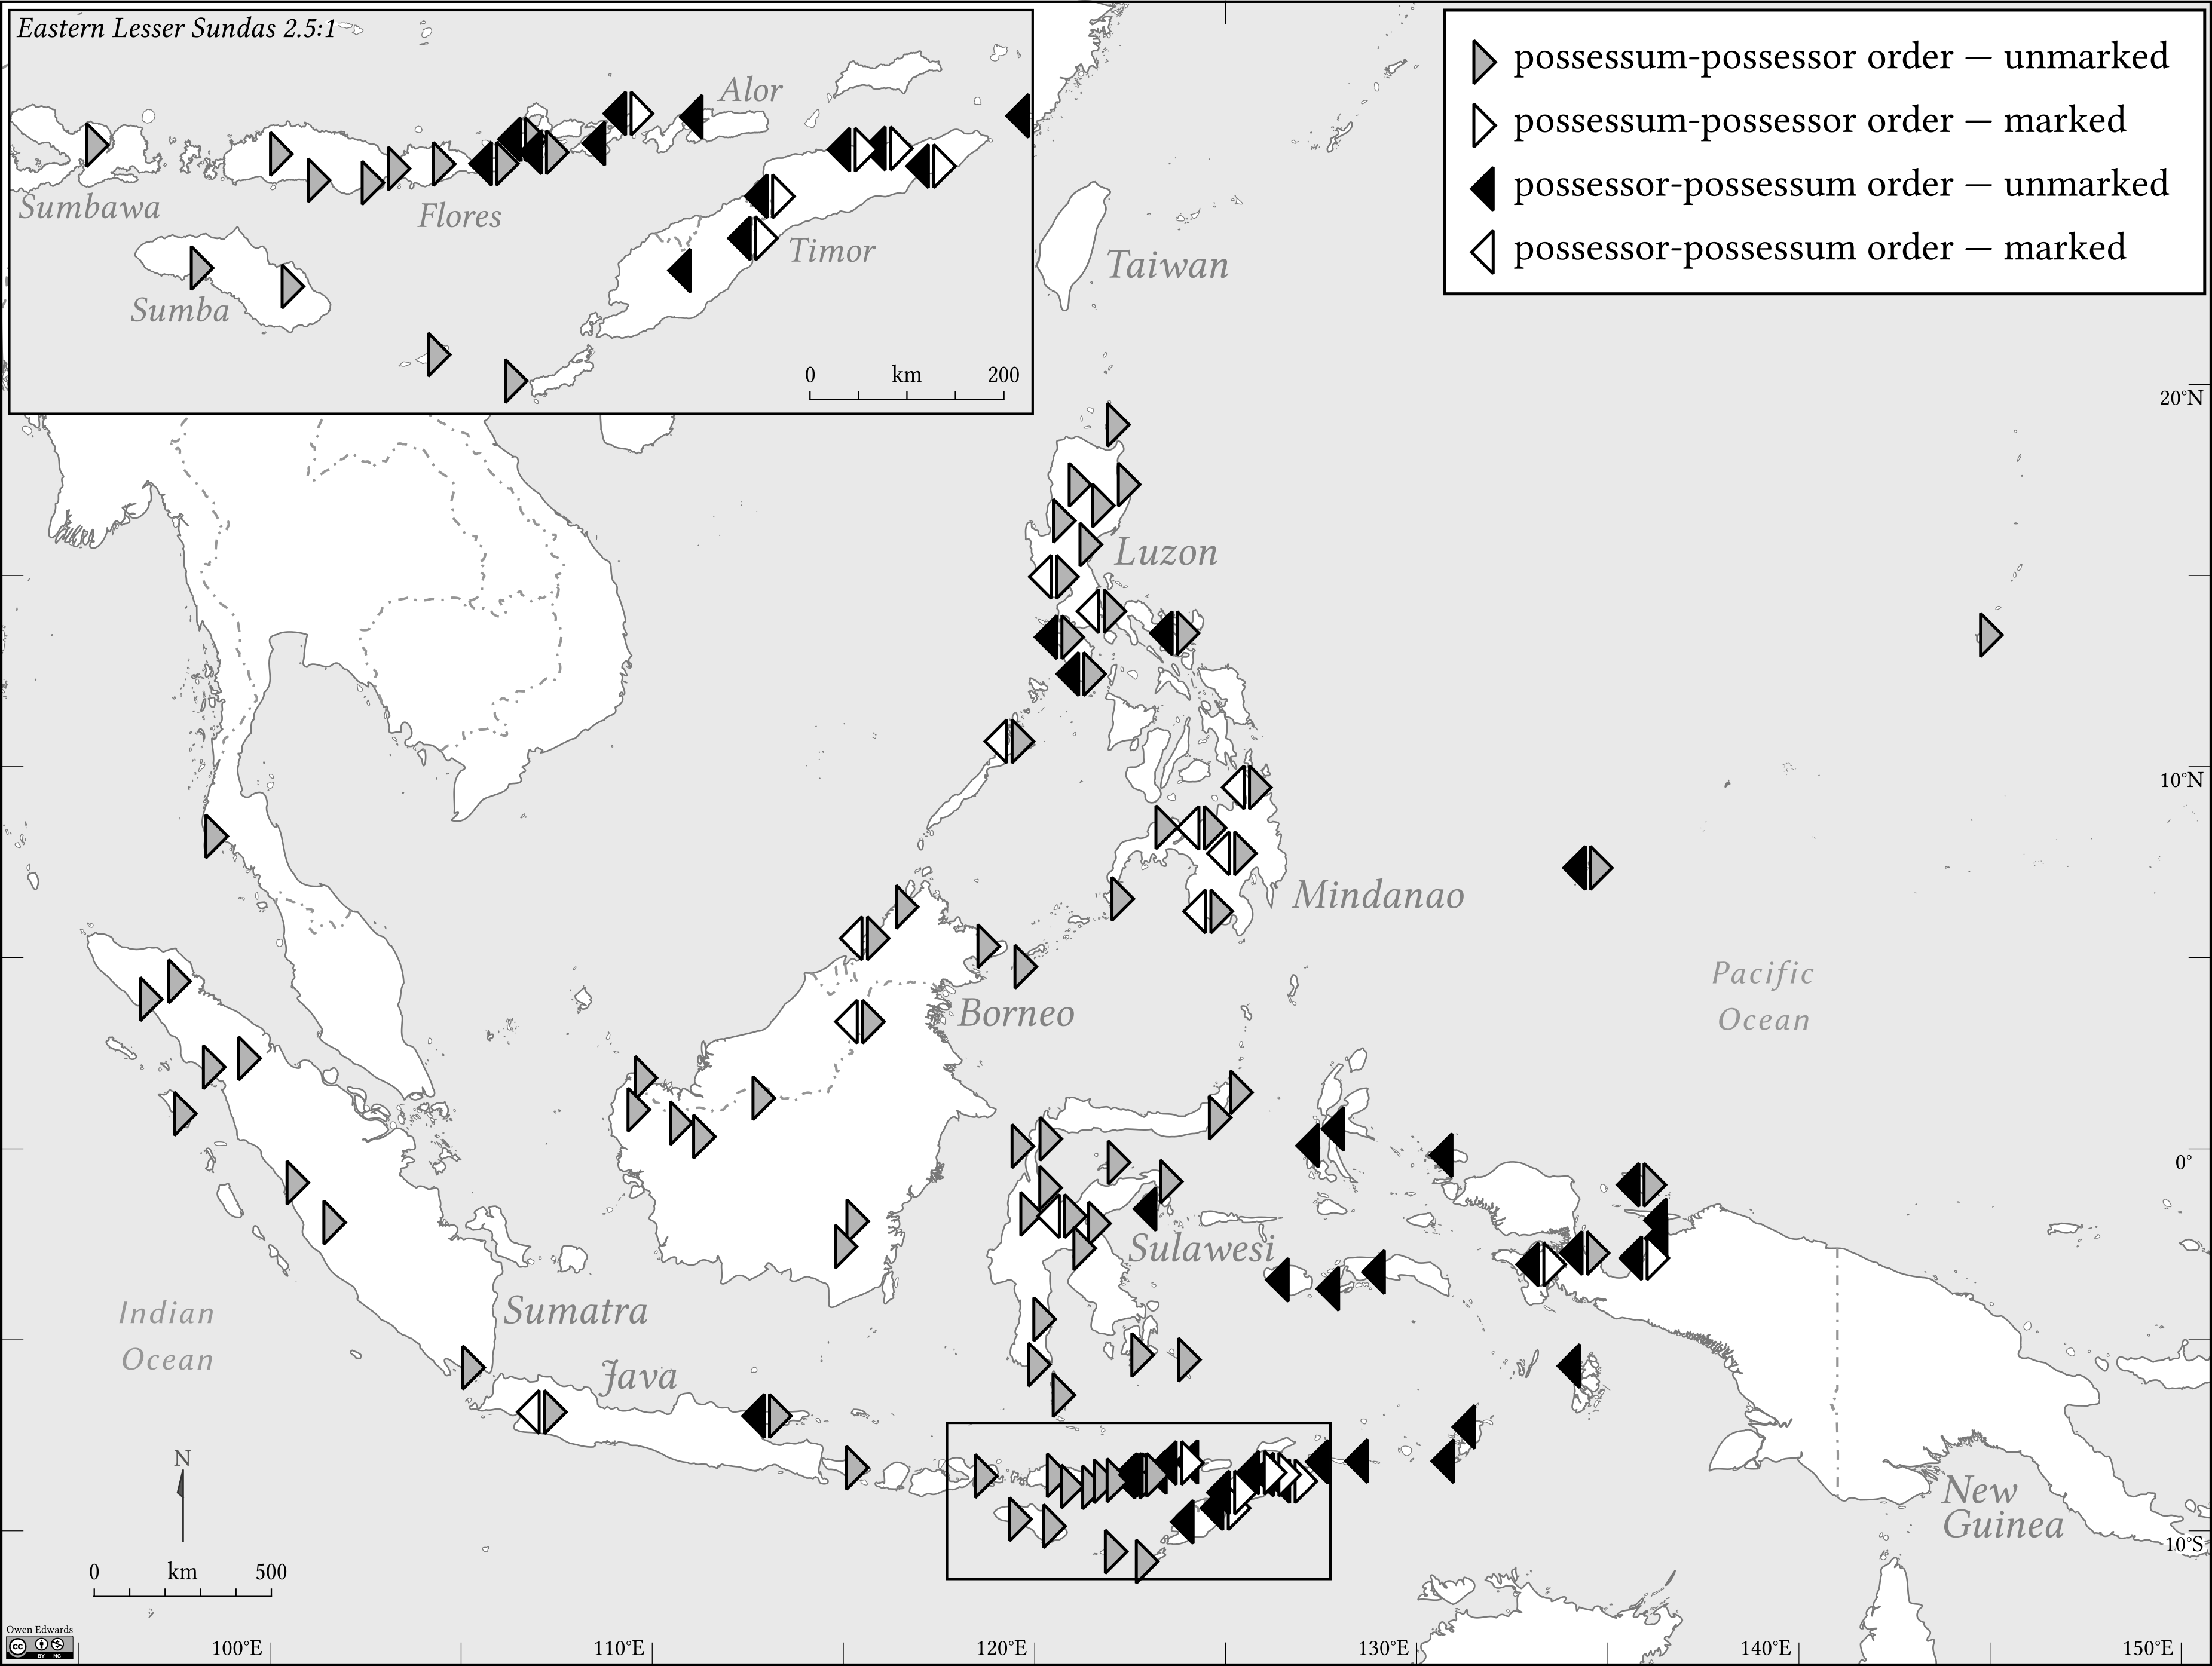 Eastern Lesser Sundas 2.5:1
Alor
Sumbawa
Flores
Timor
Sumba
0 km 200
possessum-possessor order — unmarked
possessum-possessor order — marked
possessor-possessum order — unmarked
possessor-possessum order — marked
Taiwan
20°N
Luzon
10°N
Mindanao
Pacific
Ocean
Borneo
0°
Sulawesi
Sumatra
Indian
Ocean
Java
N
New
Guinea
10°S
0 km 500
Owen Edwards
cc
BY NC
100°E 110°E 120°E 130°E 140°E 150°E